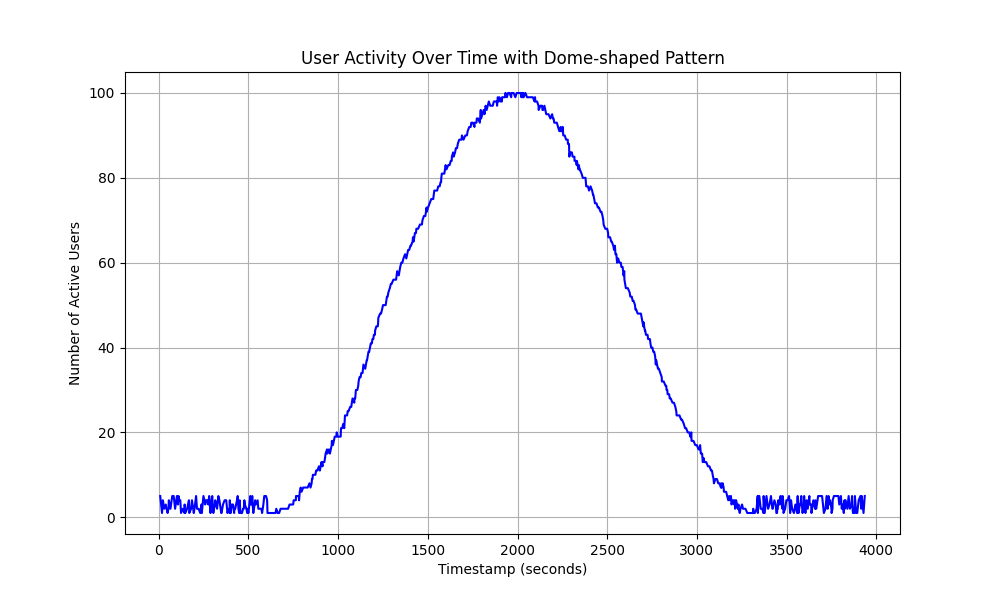 User Activity Over Time with Dome-shaped Pattern
100
80
60
40
20
0
Number of Active Users
0 500 1000 1500 2000 2500 3000 3500 4000
Timestamp (seconds)